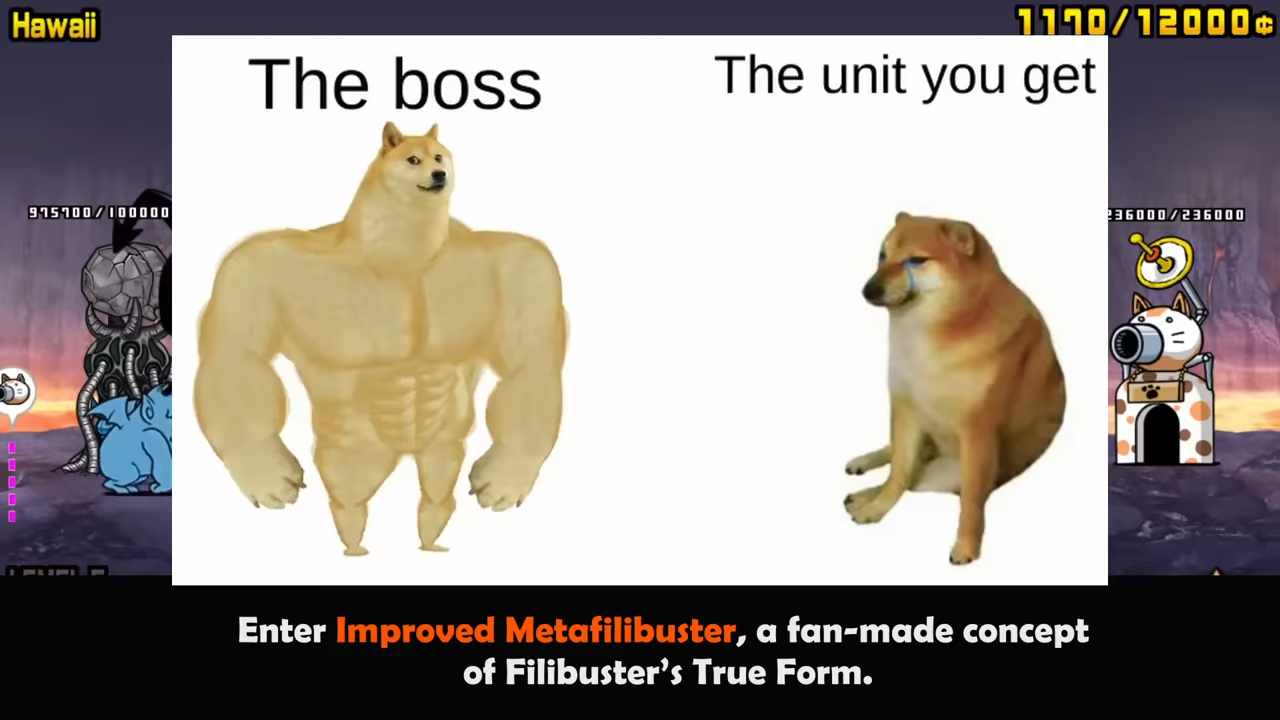 Hawaii
1170/12000¢
The boss
The unit you get
975700/100000
236000/236000
Enter Improved Metafilibuster, a fan-made concept
of Filibuster's True Form.